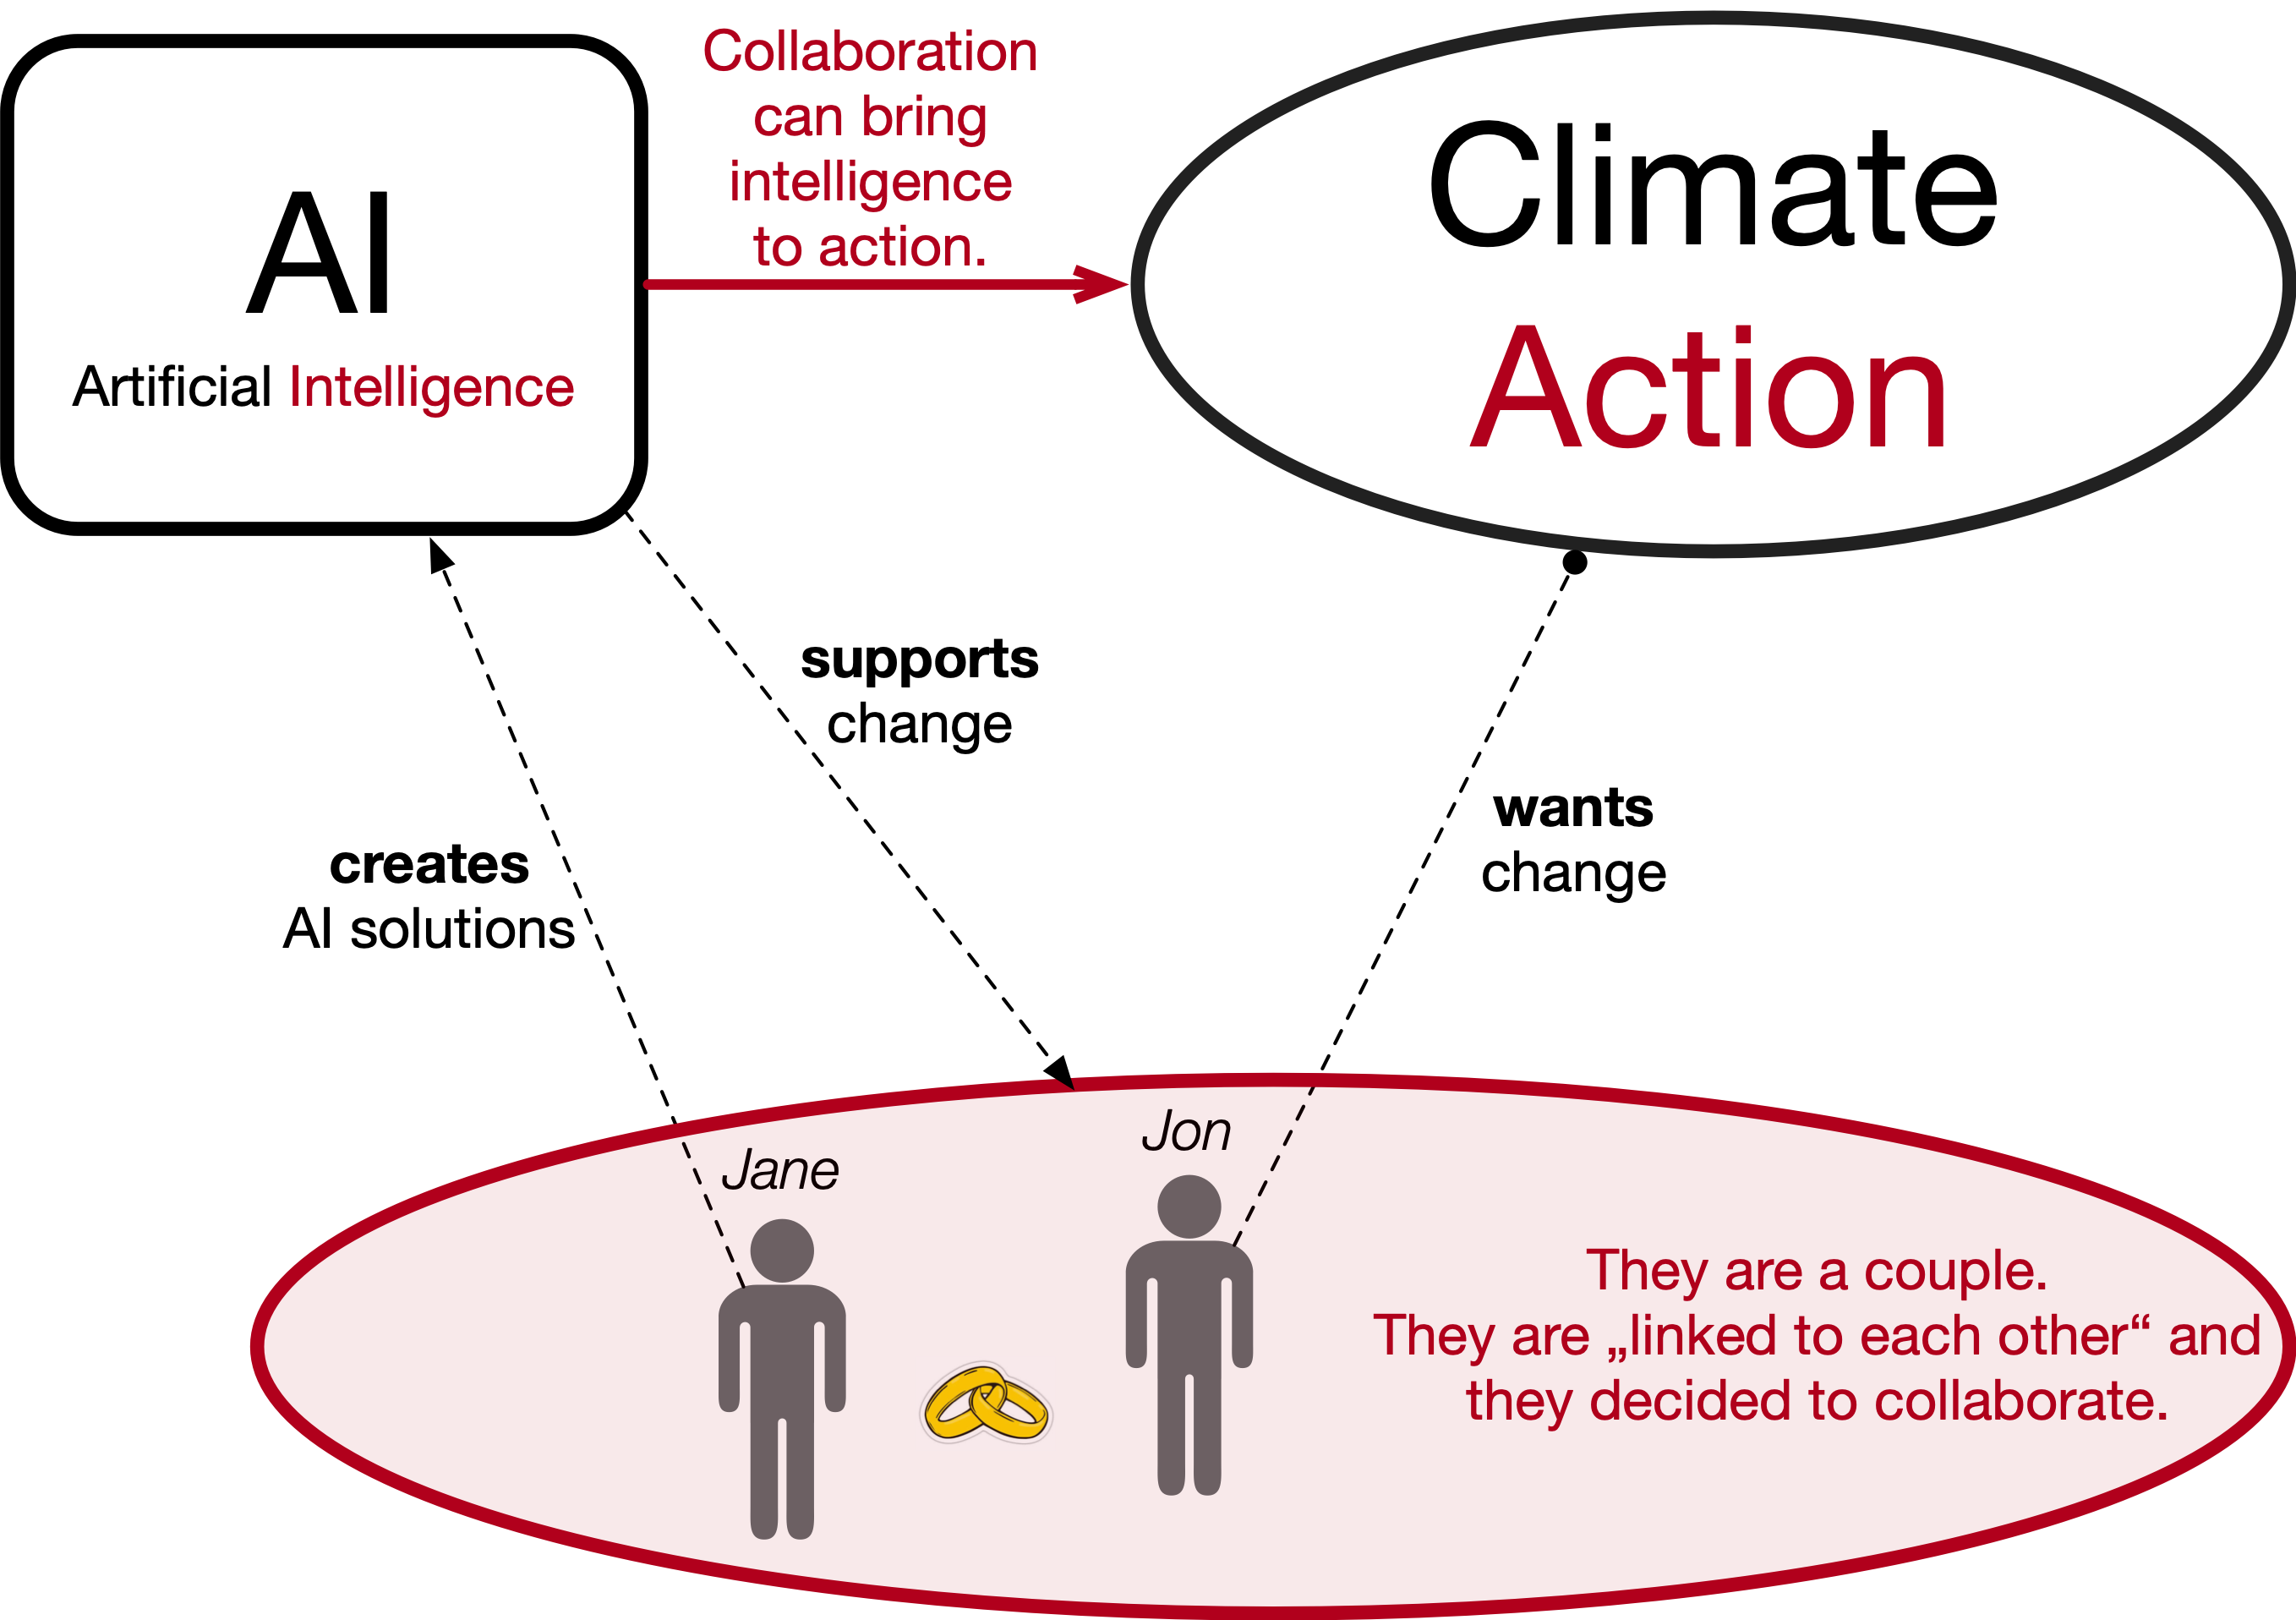 Collaboration
can bring
intelligence
to action.
AI
Artificial Intelligence
Climate
Action
supports
change
wants
change
creates
AI solutions
Jane
Jon
They are a couple.
They are „linked to each other“ and
they decided to collaborate.